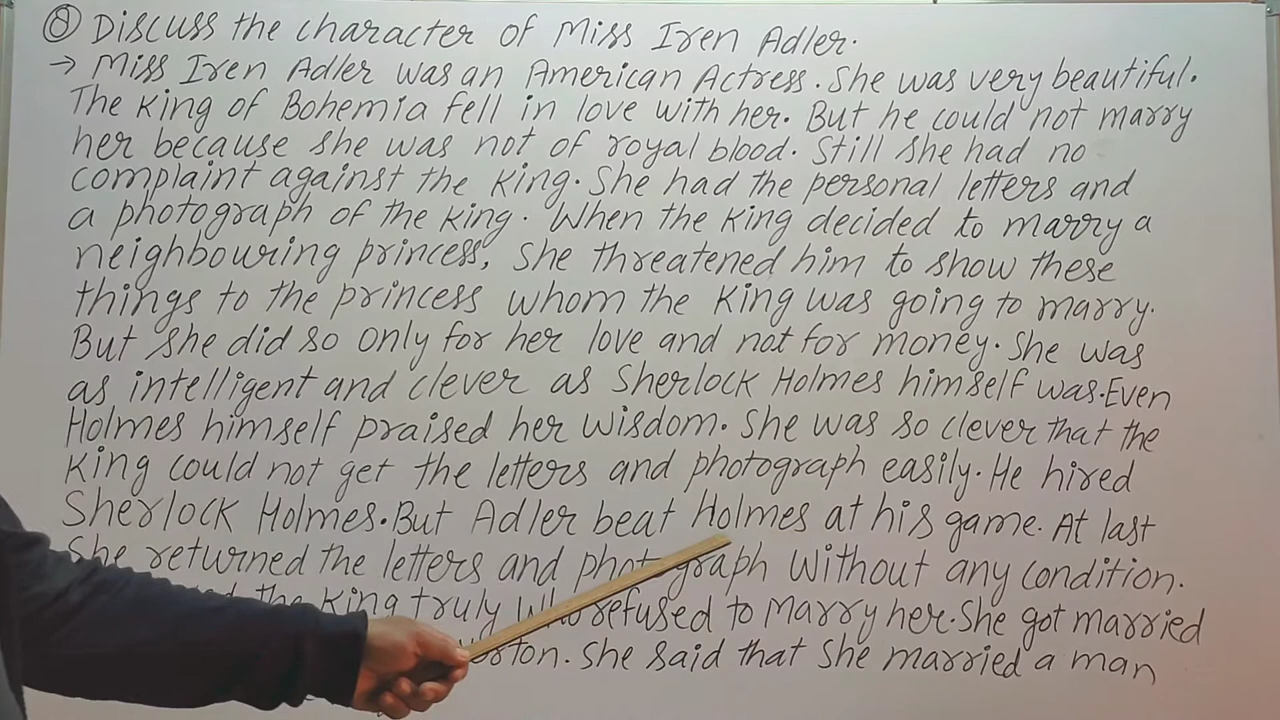 ⑧ Discuss the character of Miss Iren Adler.
→ Miss Iren Adler was an American Actress. She was very beautiful.
The King of Bohemia fell in love with her. But he could not marry
her because she was not of royal blood. Still she had no
complaint against the King. She had the personal letters and
a photograph of the king. When the King decided to marry a
neighbouring princess, she threatened him to show these
things to the princess whom the King was going to marry.
But she did so only for her love and not for money. She was
as intelligent and clever as Sherlock Holmes himself was. Even
Holmes himself praised her wisdom. She was so clever that the
King could not get the letters and photograph easily. He hired
Sherlock Holmes. But Adler beat Holmes at his game. At last
She returned the letters and photograph without any condition.
the King truly who refused to Marry her. She got married
She said that She married a man